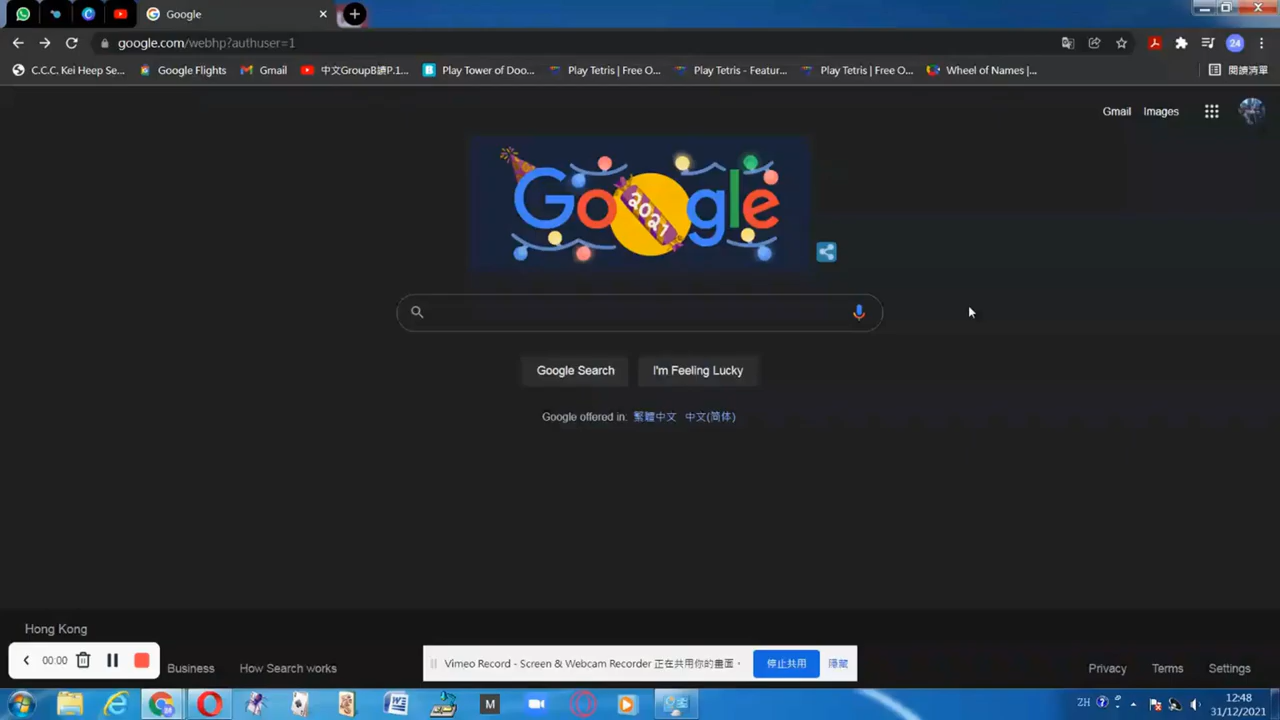 Google
google.com/webhp?authuser=1
24
C.C.C. Kei Heep Se...
Google Flights
Gmail
中文GroupB讀P.1...
Play Tower of Doo...
Play Tetris | Free O...
Play Tetris - Featur...
Play Tetris | Free O...
Wheel of Names |...
閱讀清單
Gmail
Images
Google
2021
Google Search
I'm Feeling Lucky
Google offered in: 繁體中文 中文(简体)
Hong Kong
00:00
Business
How Search works
Vimeo Record - Screen & Webcam Recorder 正在共用你的畫面。
停止共用
隱藏
Privacy
Terms
Settings
M
ZH
12:48
31/12/2021